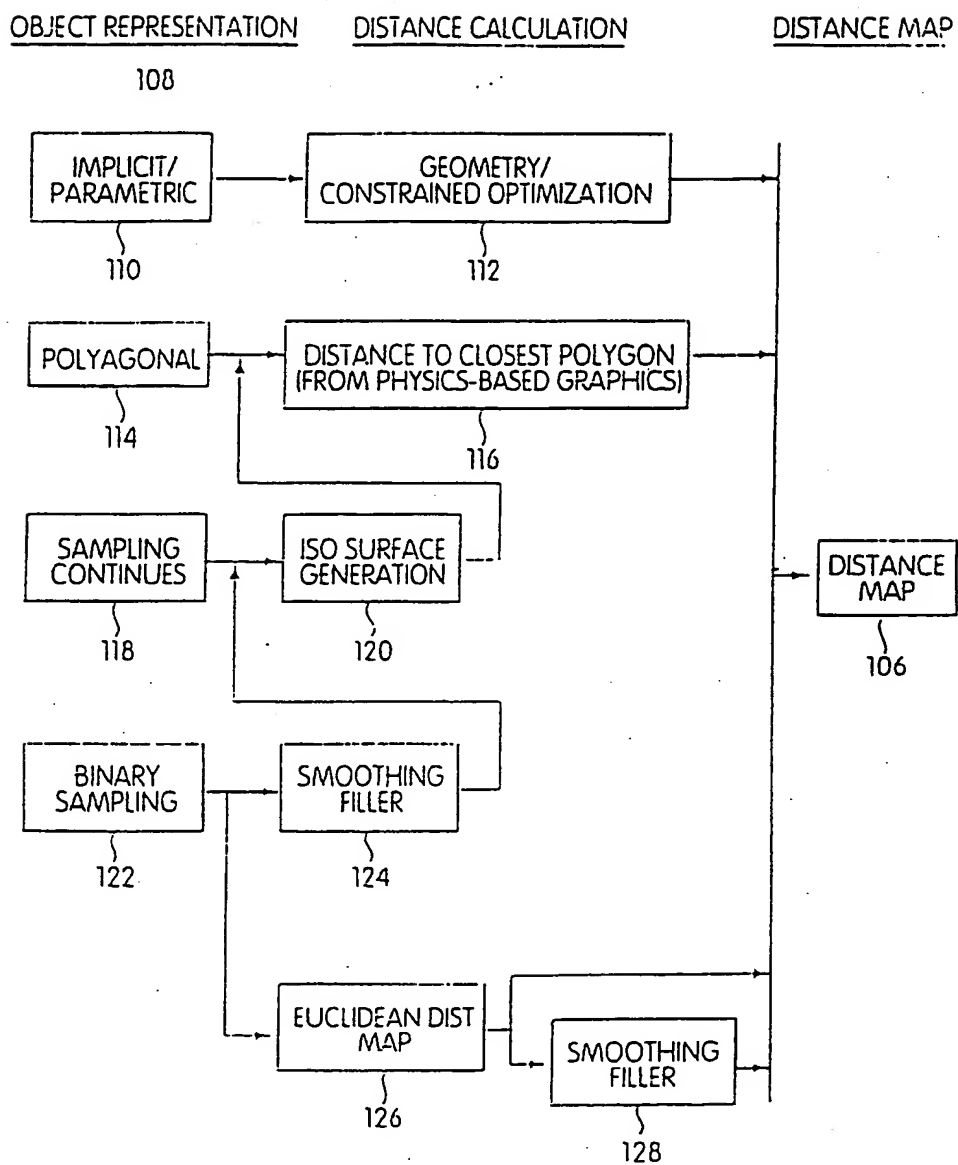 OBJECT REPRESENTATION
DISTANCE CALCULATION
DISTANCE MAP
108
IMPLICIT/
PARAMETRIC
110
GEOMETRY/
CONSTRAINED OPTIMIZATION
112
POLYAGONAL
114
DISTANCE TO CLOSEST POLYGON
(FROM PHYSICS-BASED GRAPHICS)
116
SAMPLING
CONTINUES
118
ISO SURFACE
GENERATION
120
DISTANCE
MAP
106
BINARY
SAMPLING
122
SMOOTHING
FILLER
124
EUCLIDEAN DIST
MAP
126
SMOOTHING
FILLER
128